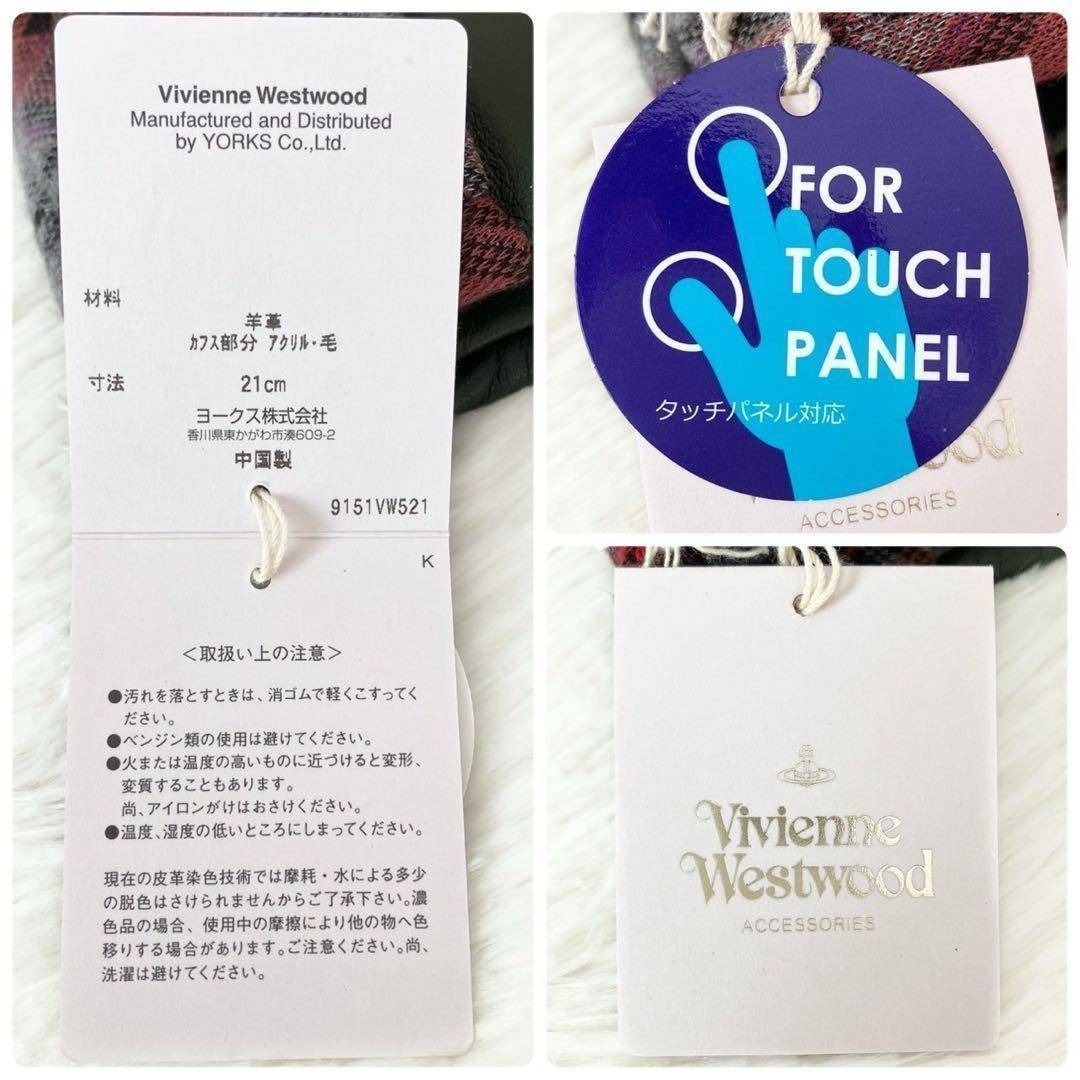 Vivienne Westwood
Manufactured and Distributed
by YORKS Co.,Ltd.
材料
羊革
カフス部分 アクリル・毛
寸法 21cm
ヨークス株式会社
香川県東かがわ市湊609-2
中国製
9151VW521
K
＜取扱い上の注意＞
●汚れを落とすときは、消ゴムで軽くこすってく
ださい。
●ベンジン類の使用は避けてください。
●火または温度の高いものに近づけると変形、
変質することもあります。
尚、アイロンがけはおさけください。
●温度、湿度の低いところにしまってください。
現在の皮革染色技術では摩耗・水による多少
の脱色はさけられませんからご了承下さい。濃
色品の場合、使用中の摩擦により他の物へ色
移りする場合があります。ご注意ください。尚、
洗濯は避けてください。
FOR
TOUCH
PANEL
タッチパネル対応
wood
ACCESSORIES
Vivienne
Westwood
ACCESSORIES